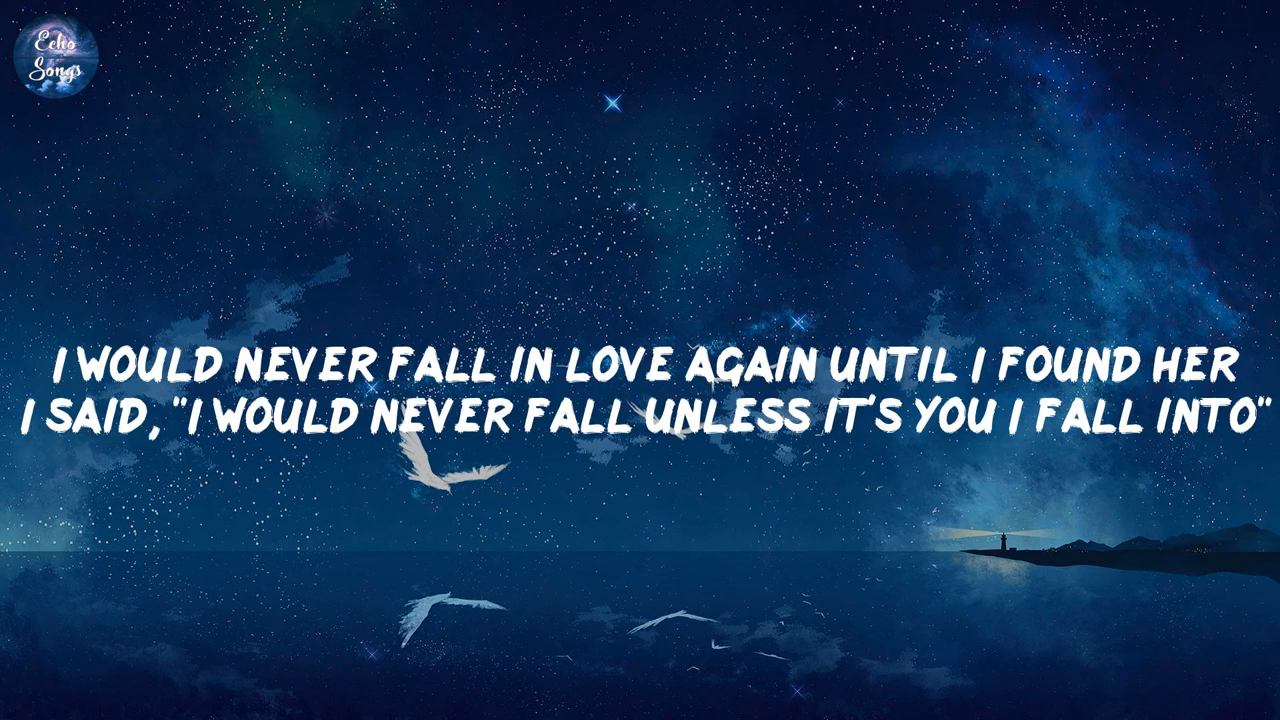 Echo
Songs
I WOULD NEVER FALL IN LOVE AGAIN UNTIL I FOUND HER
I SAID, "I WOULD NEVER FALL UNLESS IT'S YOU I FALL INTO"